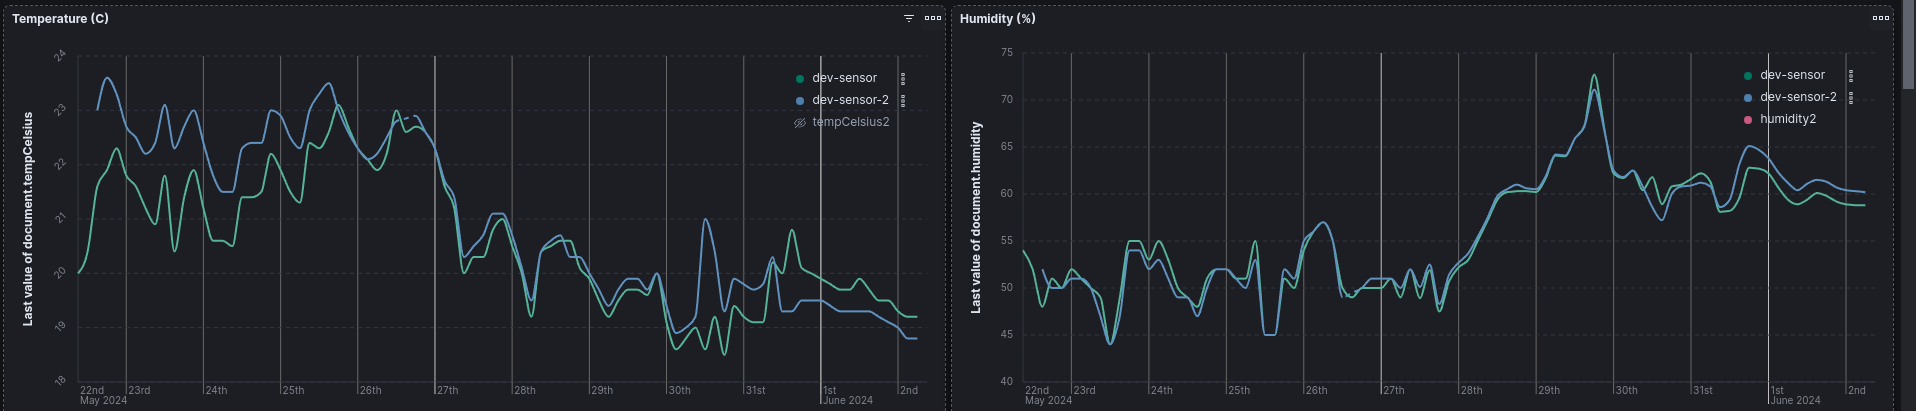 Temperature (C)
24
23
22
21
20
19
18
Last value of document.tempCelsius
dev-sensor
dev-sensor-2
tempCelsius2
22nd 23rd 24th 25th 26th 27th 28th 29th 30th 31st 1st 2nd
May 2024 June 2024
Humidity (%)
75
70
65
60
55
50
45
40
Last value of document.humidity
dev-sensor
dev-sensor-2
humidity2
22nd 23rd 24th 25th 26th 27th 28th 29th 30th 31st 1st 2nd
May 2024 June 2024